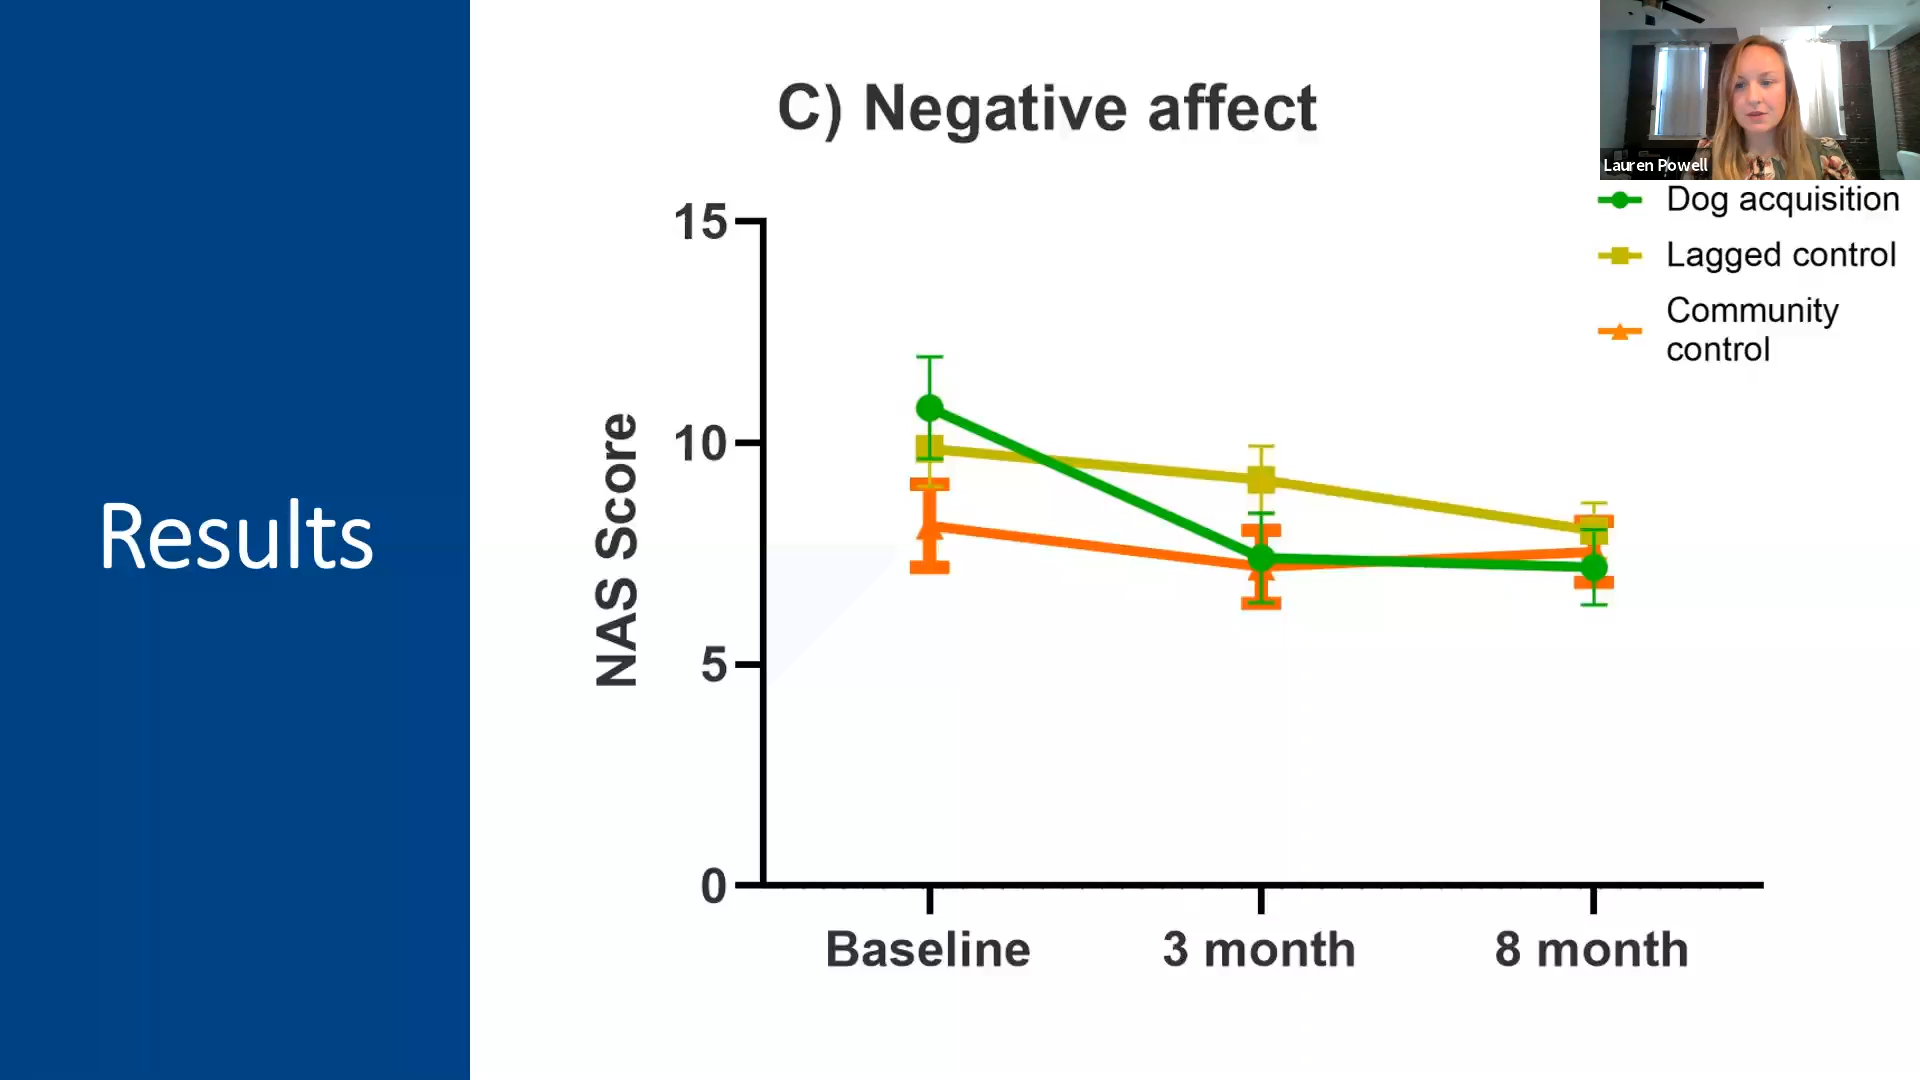 Results
C) Negative affect
Lauren Powell
Dog acquisition
Lagged control
Community
control
NAS Score
15
10
5
0
Baseline
3 month
8 month